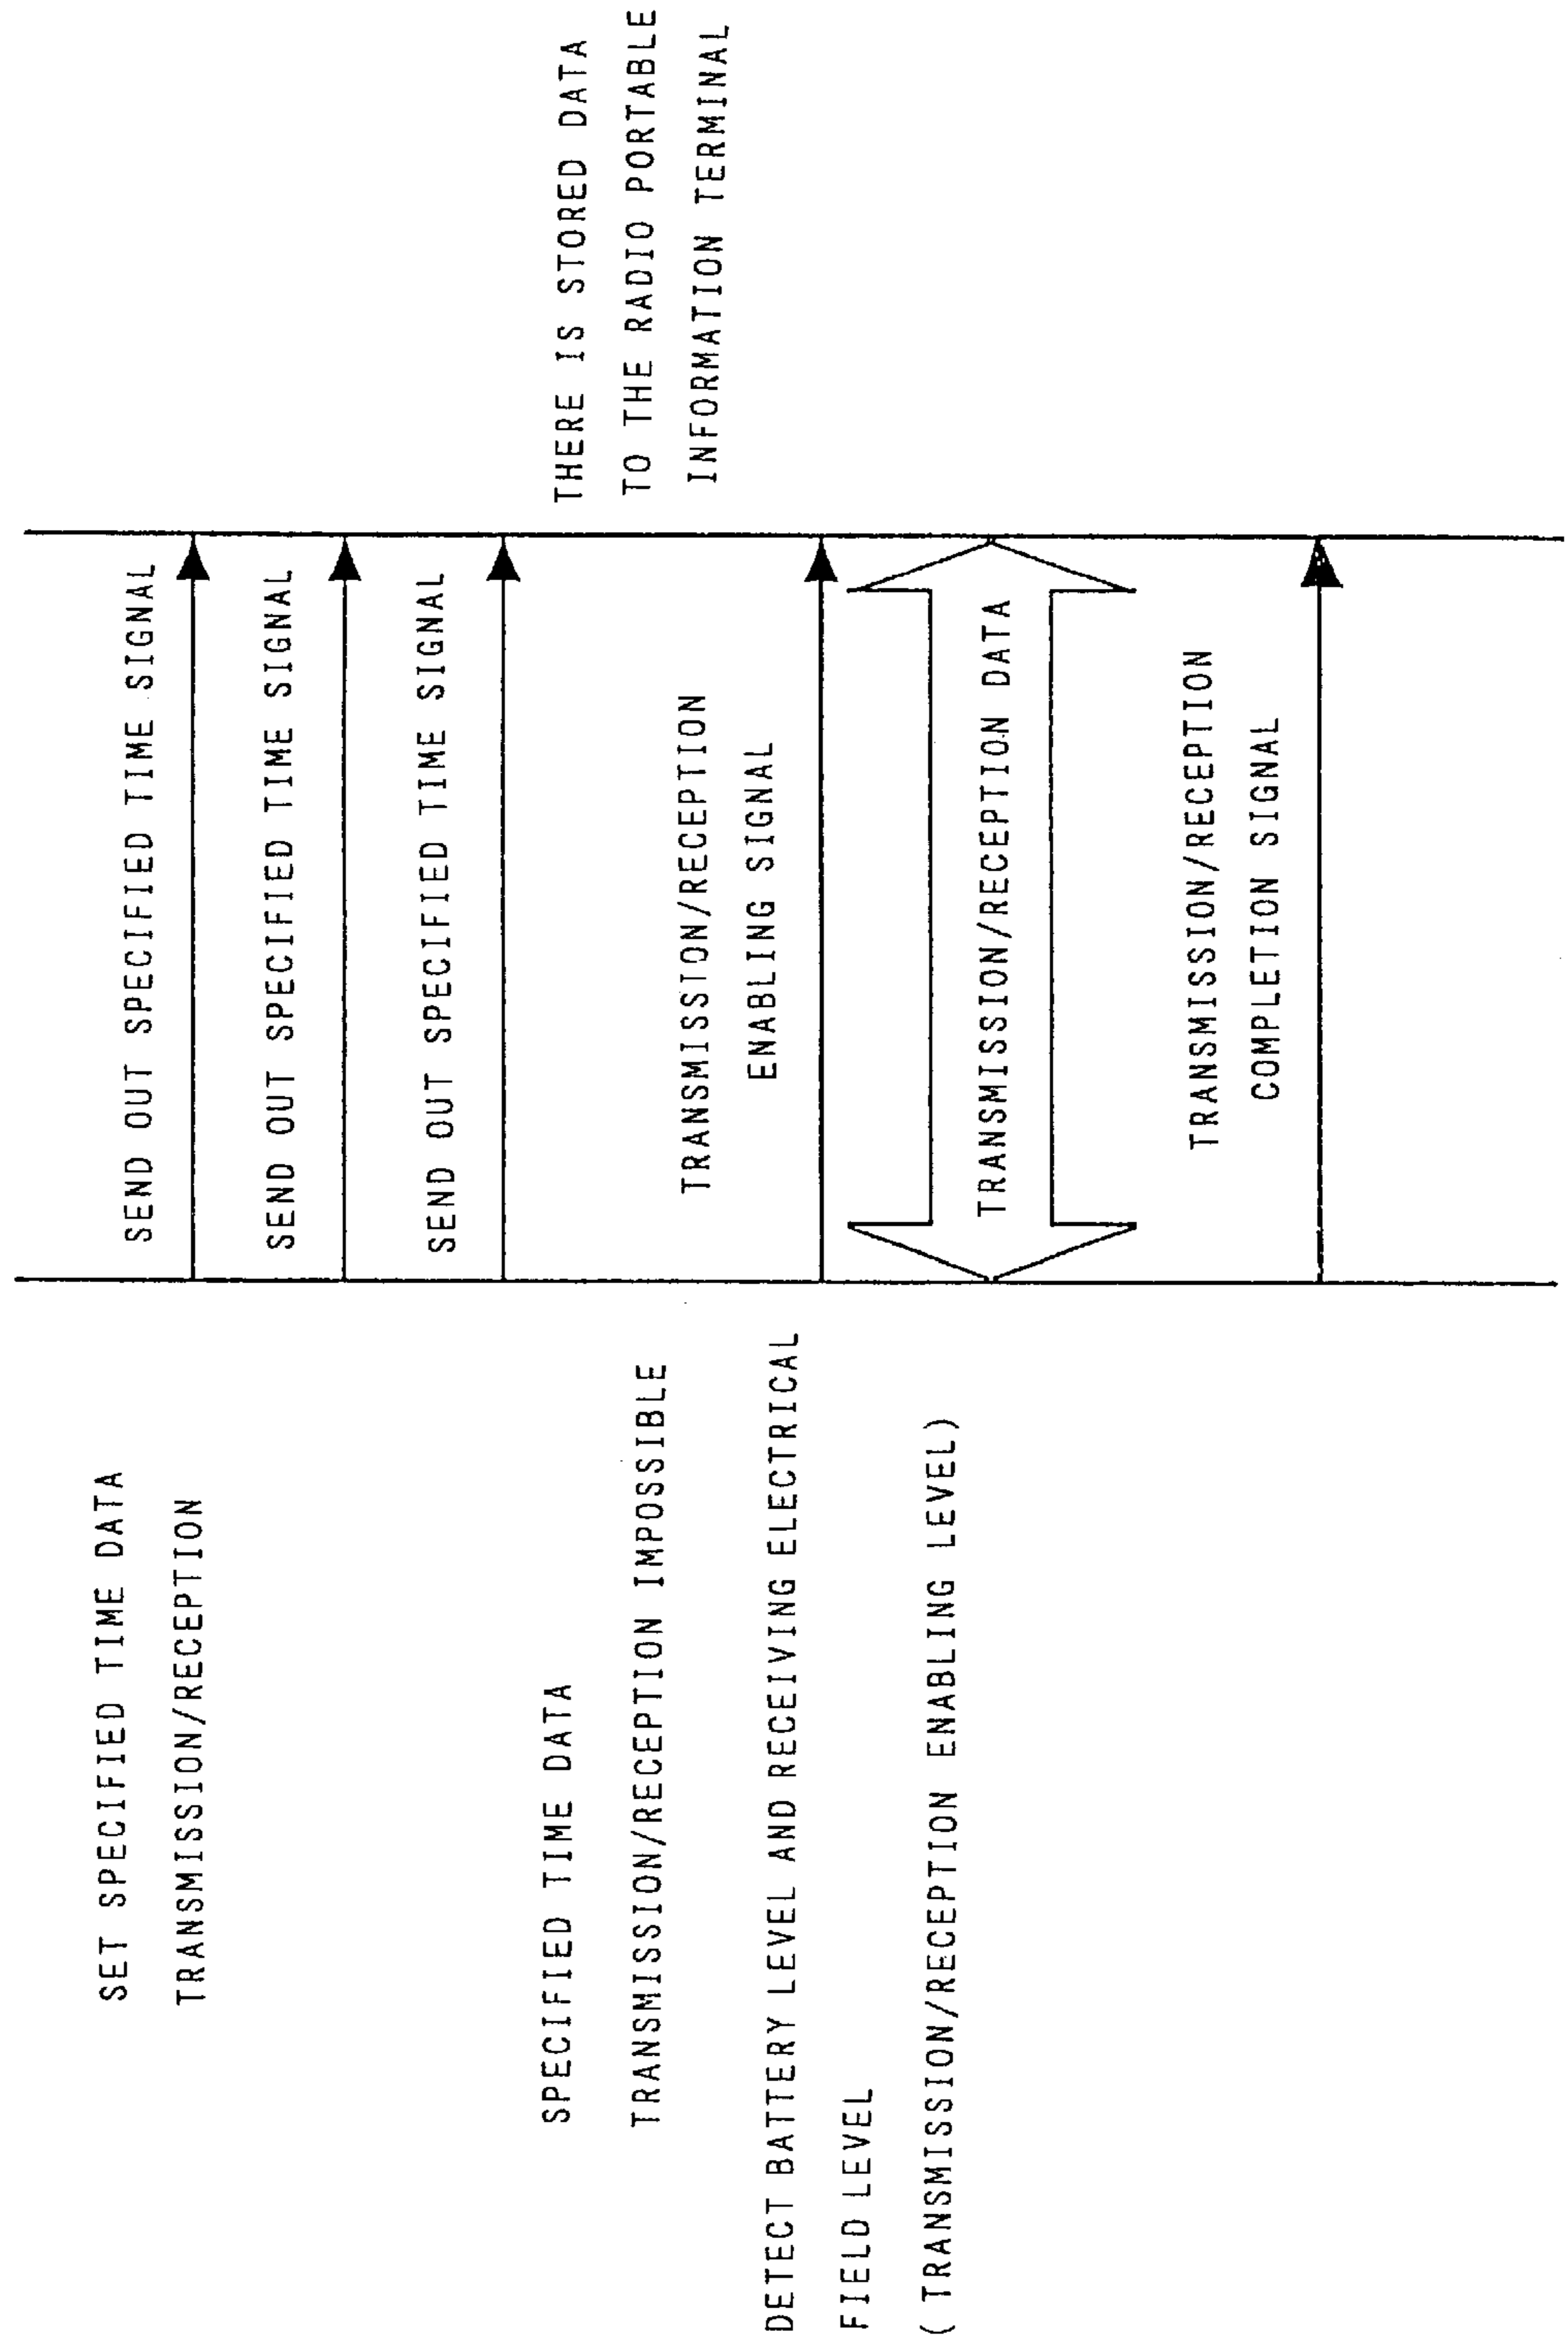 SET SPECIFIED TIME DATA
TRANSMISSION/RECEPTION
SEND OUT SPECIFIED TIME SIGNAL
SEND OUT SPECIFIED TIME SIGNAL
SEND OUT SPECIFIED TIME SIGNAL
SPECIFIED TIME DATA
TRANSMISSION/RECEPTION IMPOSSIBLE
THERE IS STORED DATA
TO THE RADIO PORTABLE
INFORMATION TERMINAL
DETECT BATTERY LEVEL AND RECEIVING ELECTRICAL
FIELD LEVEL
(TRANSMISSION/RECEPTION ENABLING LEVEL)
TRANSMISSION/RECEPTION
ENABLING SIGNAL
TRANSMISSION/RECEPTION DATA
TRANSMISSION/RECEPTION
COMPLETION SIGNAL